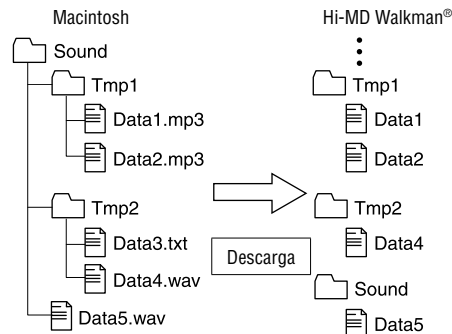 Macintosh
Hi-MD Walkman®
Sound
Tmp1
Data1.mp3
Data2.mp3
Tmp2
Data3.txt
Data4.wav
Data5.wav
Descarga
Tmp1
Data1
Data2
Tmp2
Data4
Sound
Data5